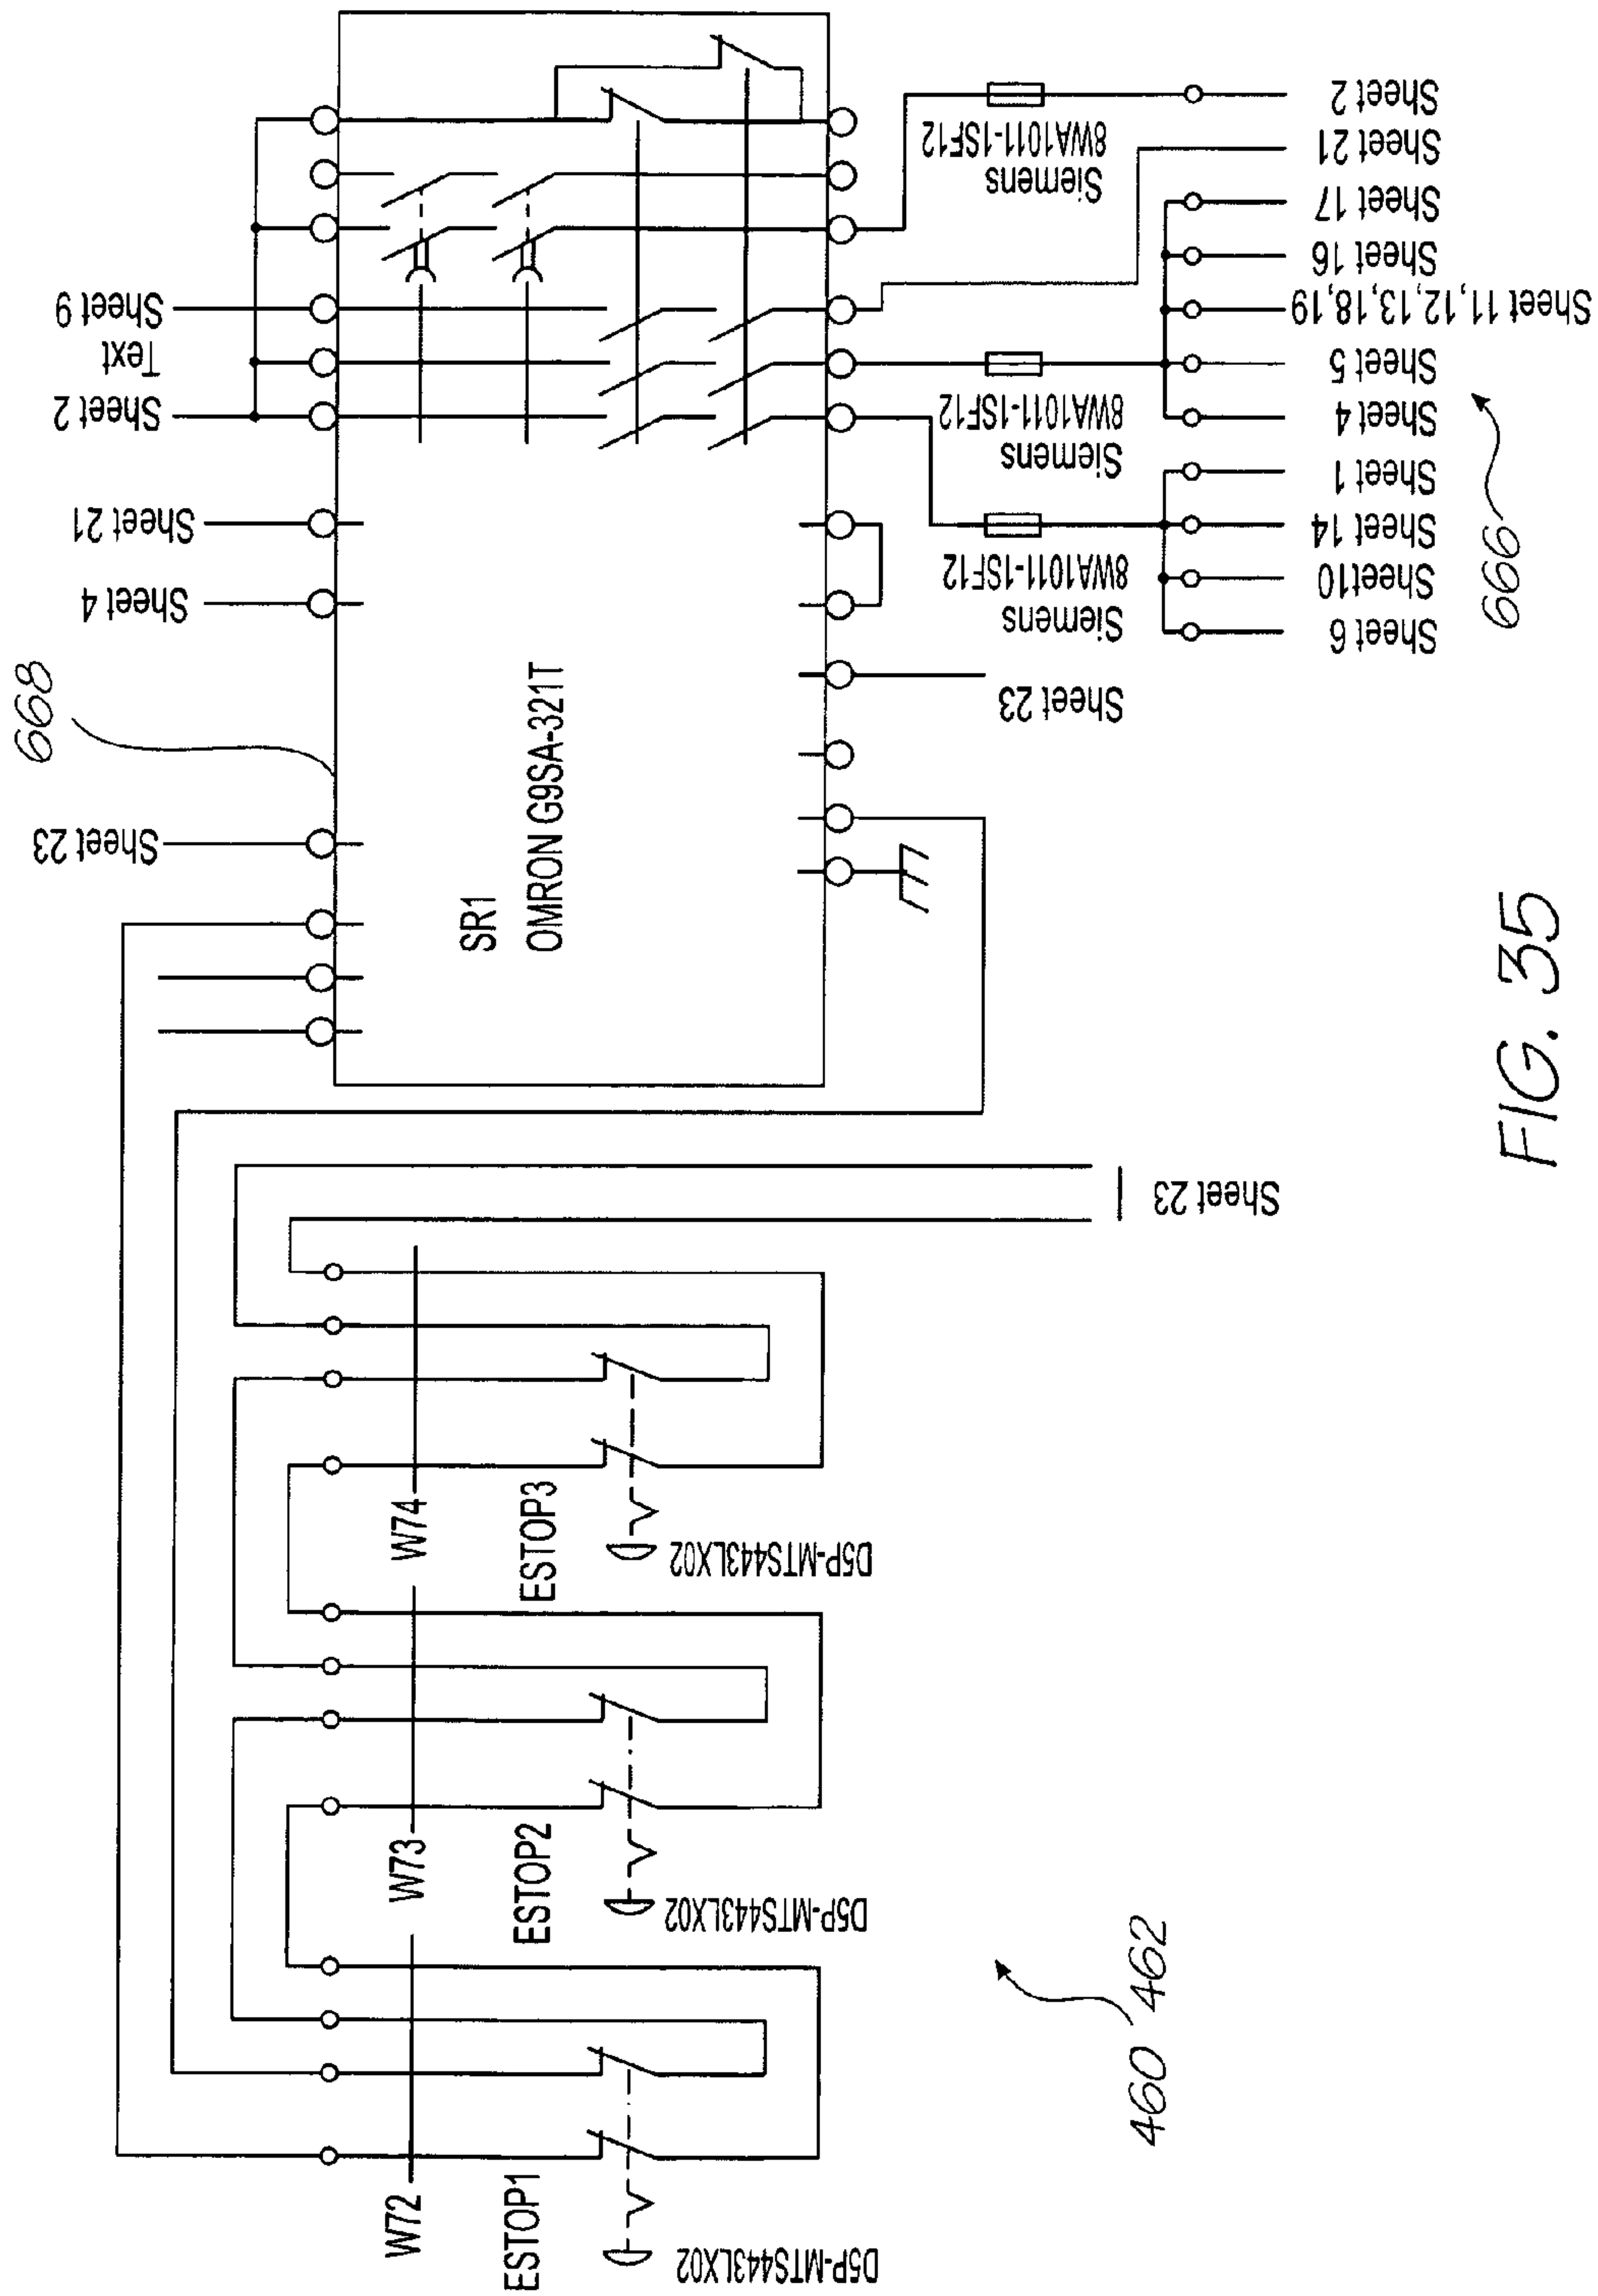 668
Sheet 23
Sheet 4
Sheet 21
Sheet 2
Text
Sheet 9
SR1
OMRON G9SA-321T
Sheet 23
Siemens
8WA1011-1SF12
Siemens
8WA1011-1SF12
Siemens
8WA1011-1SF12
Sheet 6
Sheet10
Sheet 14
Sheet 1
Sheet 4
Sheet 5
Sheet 11,12,13,18,19
Sheet 16
Sheet 17
Sheet 21
Sheet 2
666
W72
W73
W74
ESTOP1
ESTOP2
ESTOP3
D5P-MTS443LX02
D5P-MTS443LX02
D5P-MTS443LX02
Sheet 23
460 462
FIG. 35